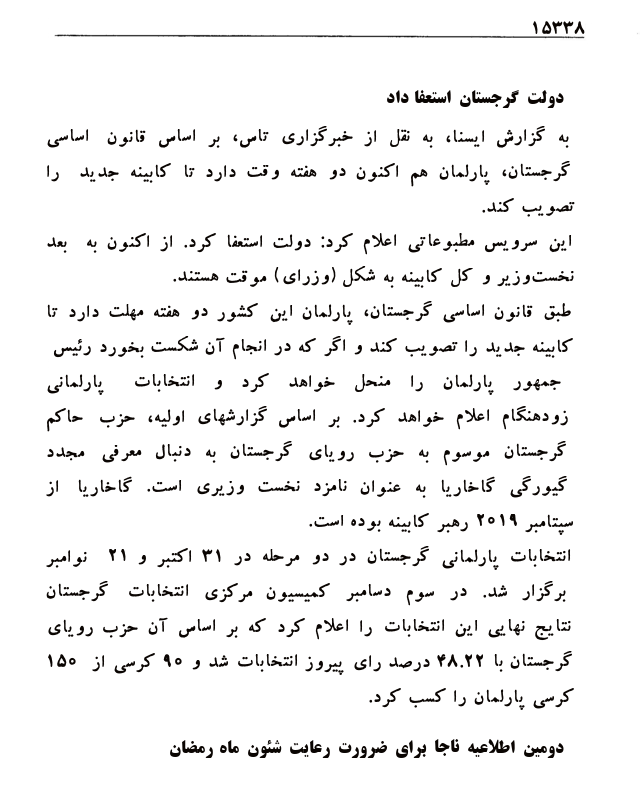 ۱۵۳۳۸
دولت گرجستان استعفا داد
به گزارش ایسنا، به نقل از خبرگزاری تاس، بر اساس قانون اساسی
گرجستان، پارلمان هم اکنون دو هفته وقت دارد تا کابینه جدید را
تصویب کند.
این سرویس مطبوعاتی اعلام کرد: دولت استعفا کرد. از اکنون به بعد
نخست‌وزیر و کل کابینه به شکل (وزرای) موقت هستند.
طبق قانون اساسی گرجستان، پارلمان این کشور دو هفته مهلت دارد تا
کابینه جدید را تصویب کند و اگر که در انجام آن شکست بخورد رئیس
جمهور پارلمان را منحل خواهد کرد و انتخابات پارلمانی
زودهنگام اعلام خواهد کرد. بر اساس گزارشهای اولیه، حزب حاکم
گرجستان موسوم به حزب رویای گرجستان به دنبال معرفی مجدد
گیورگی گاخاریا به عنوان نامزد نخست وزیری است. گاخاریا از
سپتامبر ۲۰۱۹ رهبر کابینه بوده است.
انتخابات پارلمانی گرجستان در دو مرحله در ۳۱ اکتبر و ۲۱ نوامبر
برگزار شد. در سوم دسامبر کمیسیون مرکزی انتخابات گرجستان
نتایج نهایی این انتخابات را اعلام کرد که بر اساس آن حزب رویای
گرجستان با ۴۸.۲۲ درصد رای پیروز انتخابات شد و ۹۰ کرسی از ۱۵۰
کرسی پارلمان را کسب کرد.
دومین اطلاعیه ناجا برای ضرورت رعایت شئون ماه رمضان